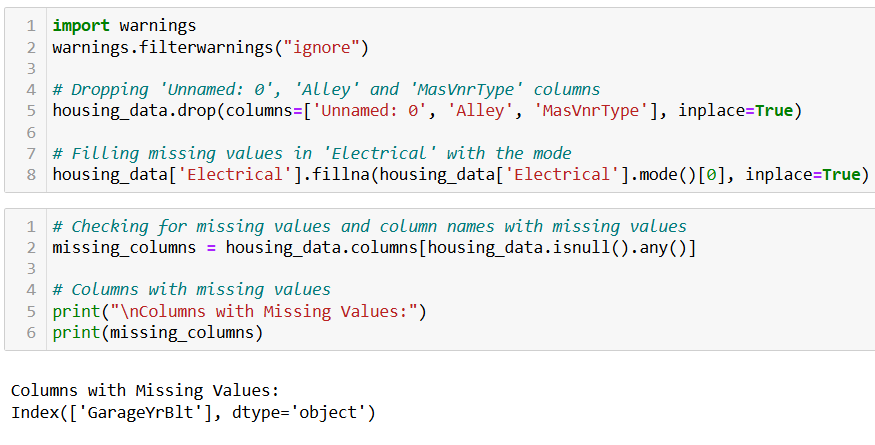 1 import warnings
2 warnings.filterwarnings("ignore")
3
4 # Dropping 'Unnamed: 0', 'Alley' and 'MasVnrType' columns
5 housing_data.drop(columns=['Unnamed: 0', 'Alley', 'MasVnrType'], inplace=True)
6
7 # Filling missing values in 'Electrical' with the mode
8 housing_data['Electrical'].fillna(housing_data['Electrical'].mode()[0], inplace=True)
1 # Checking for missing values and column names with missing values
2 missing_columns = housing_data.columns[housing_data.isnull().any()]
3
4 # Columns with missing values
5 print("\nColumns with Missing Values:")
6 print(missing_columns)
Columns with Missing Values:
Index(['GarageYrBlt'], dtype='object')